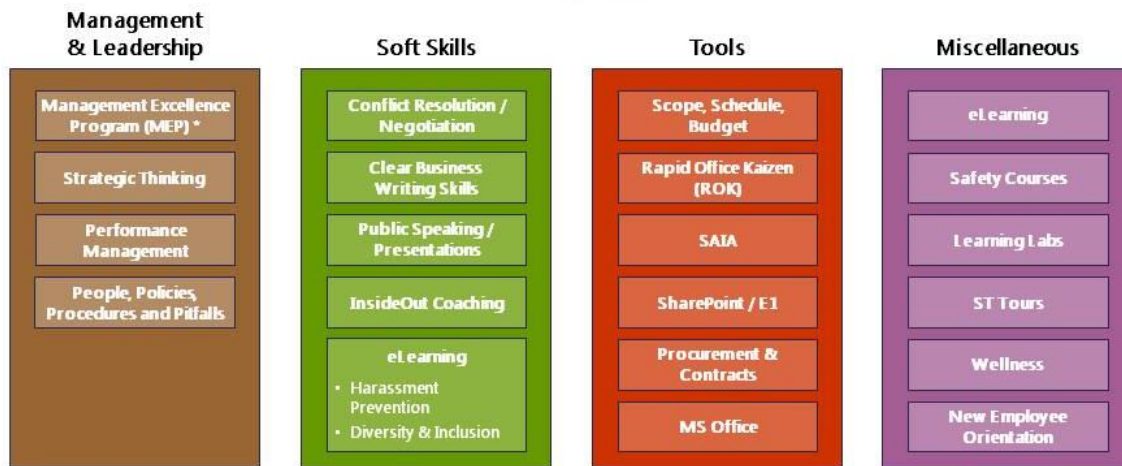 Management
& Leadership
Management Excellence
Program (MEP) *
Strategic Thinking
Performance
Management
People, Policies,
Procedures and Pitfalls
Soft Skills
Conflict Resolution /
Negotiation
Clear Business
Writing Skills
Public Speaking /
Presentations
InsideOut Coaching
eLearning
• Harassment
Prevention
• Diversity & Inclusion
Tools
Scope, Schedule,
Budget
Rapid Office Kaizen
(ROK)
SAIA
SharePoint / E1
Procurement &
Contracts
MS Office
Miscellaneous
eLearning
Safety Courses
Learning Labs
ST Tours
Wellness
New Employee
Orientation